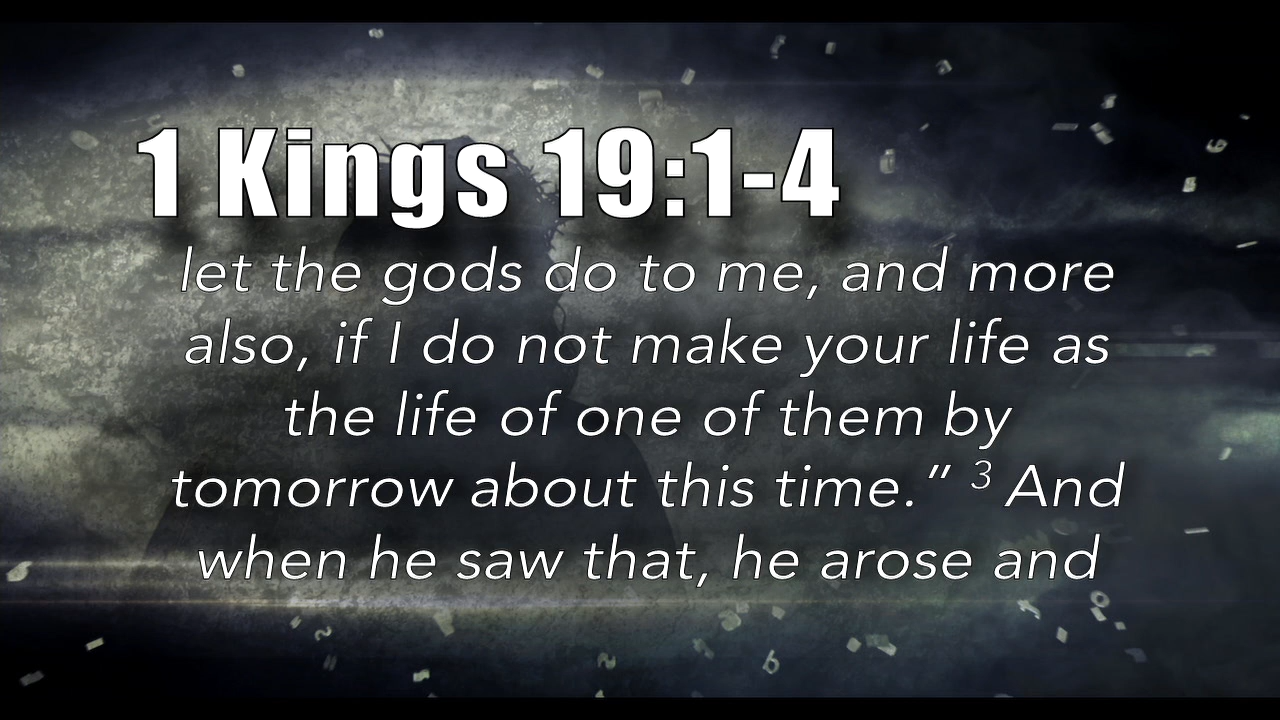 1 Kings 19:1-4
let the gods do to me, and more
also, if I do not make your life as
the life of one of them by
tomorrow about this time.” 3 And
when he saw that, he arose and